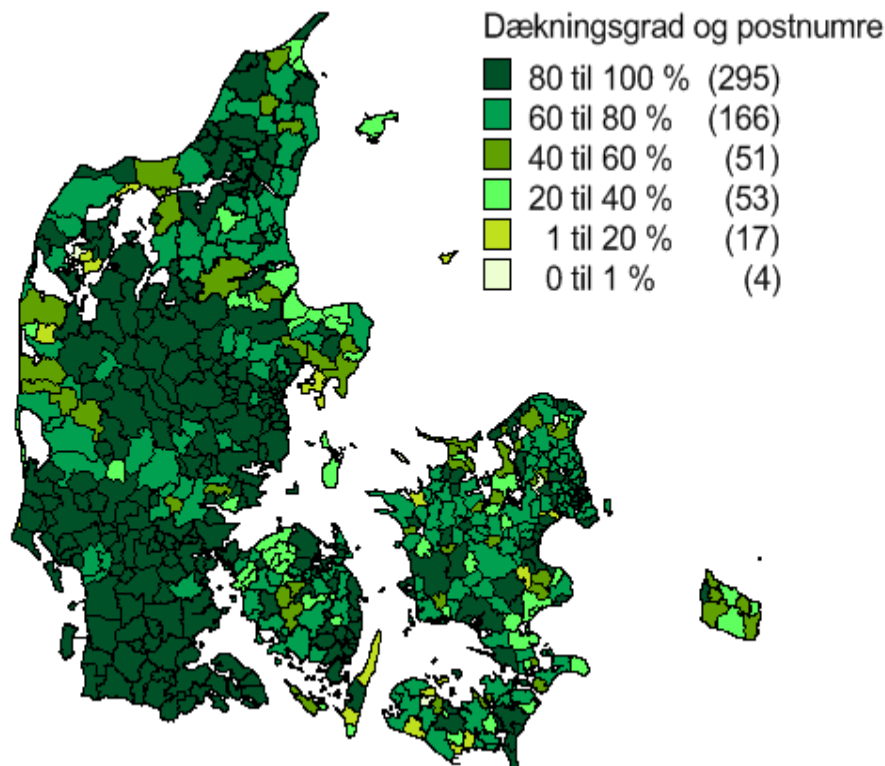 Dækningsgrad og postnumre
80 til 100 % (295)
60 til 80 % (166)
40 til 60 % (51)
20 til 40 % (53)
1 til 20 % (17)
0 til 1 % (4)